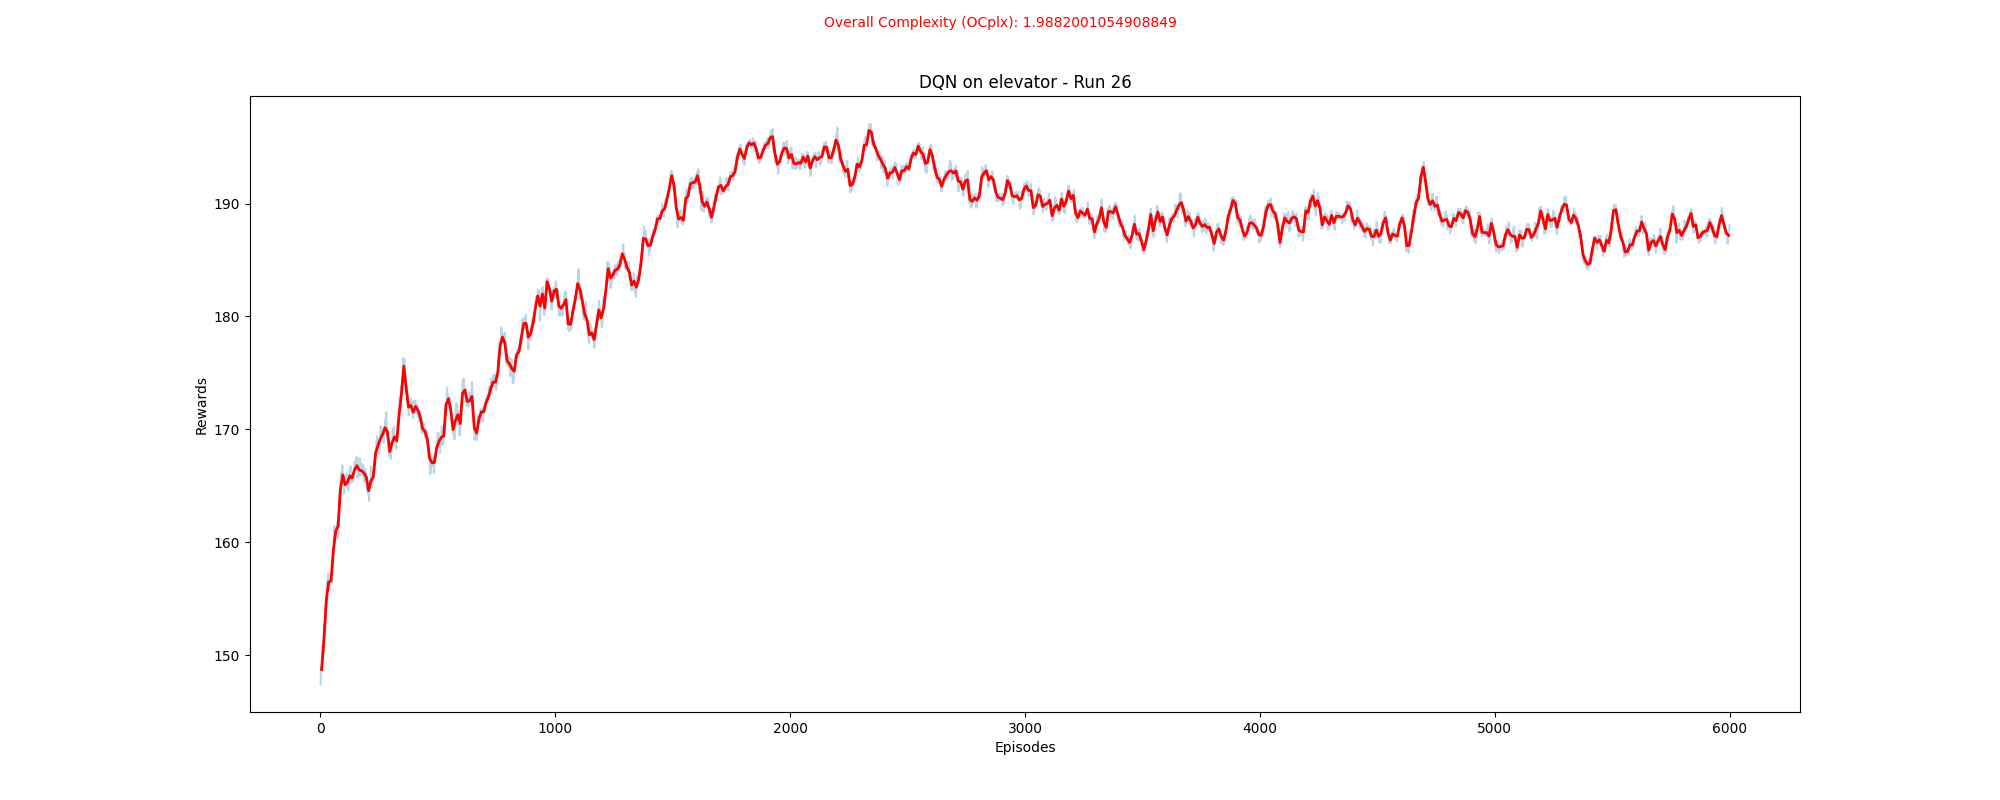 Overall Complexity (OCplx): 1.9882001054908849
DQN on elevator - Run 26
Rewards
190
180
170
160
150
0 1000 2000 3000 4000 5000 6000
Episodes